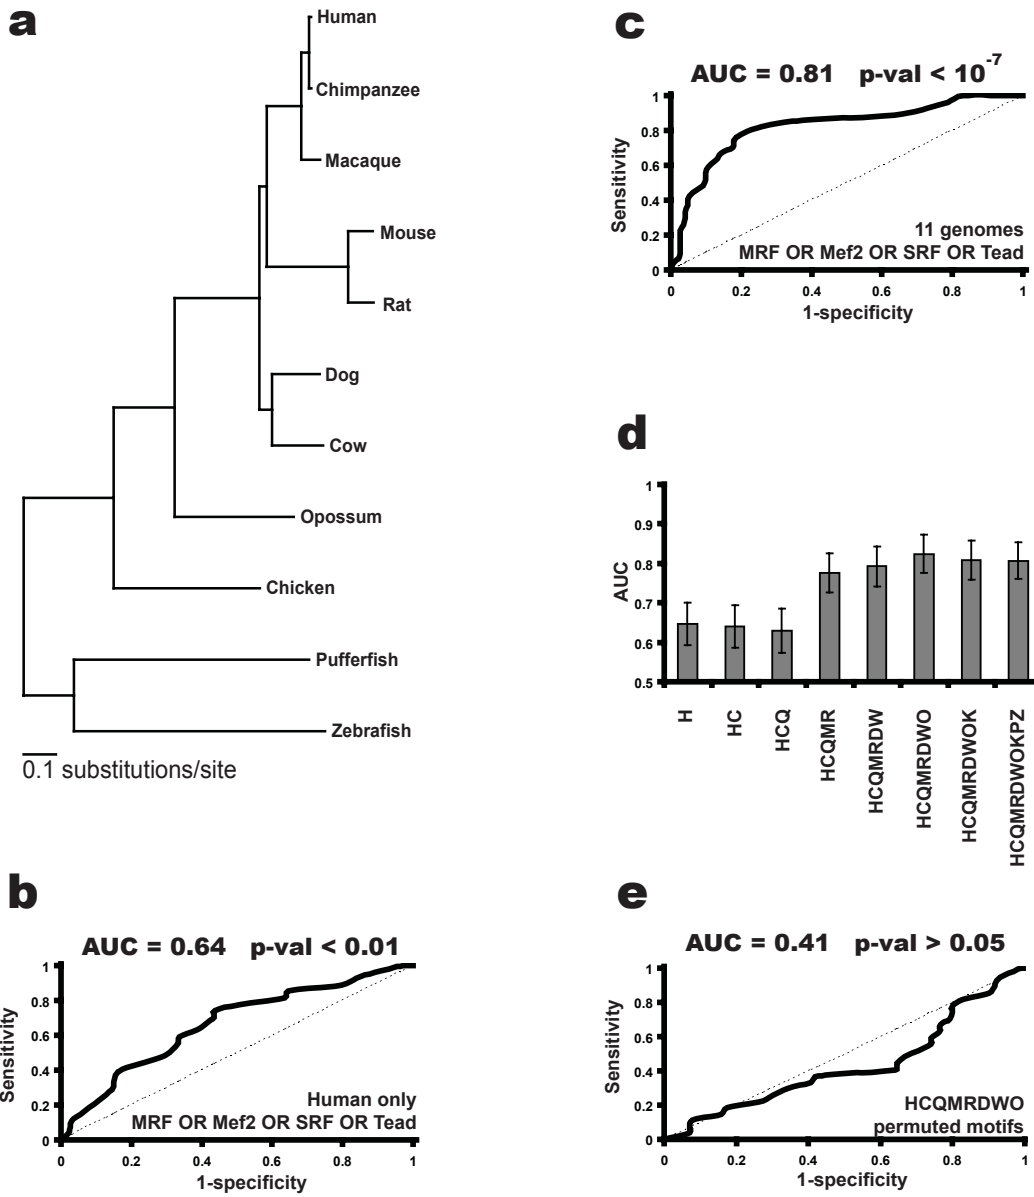 a
Human
Chimpanzee
Macaque
Mouse
Rat
Dog
Cow
Opossum
Chicken
Pufferfish
Zebrafish
0.1 substitutions/site
b
AUC = 0.64 p-val < 0.01
Sensitivity
1
0.8
0.6
0.4
0.2
0
Human only
MRF OR Mef2 OR SRF OR Tead
0 0.2 0.4 0.6 0.8 1
1-specificity
c
AUC = 0.81 p-val < 10-7
Sensitivity
1
0.8
0.6
0.4
0.2
0
11 genomes
MRF OR Mef2 OR SRF OR Tead
0 0.2 0.4 0.6 0.8 1
1-specificity
d
AUC
1
0.9
0.8
0.7
0.6
0.5
H
HC
HCQ
HCQMR
HCQMRDW
HCQMRDWO
HCQMRDWOK
HCQMRDWOKPZ
e
AUC = 0.41 p-val > 0.05
Sensitivity
1
0.8
0.6
0.4
0.2
0
HCQMRDWO
permuted motifs
0 0.2 0.4 0.6 0.8 1
1-specificity